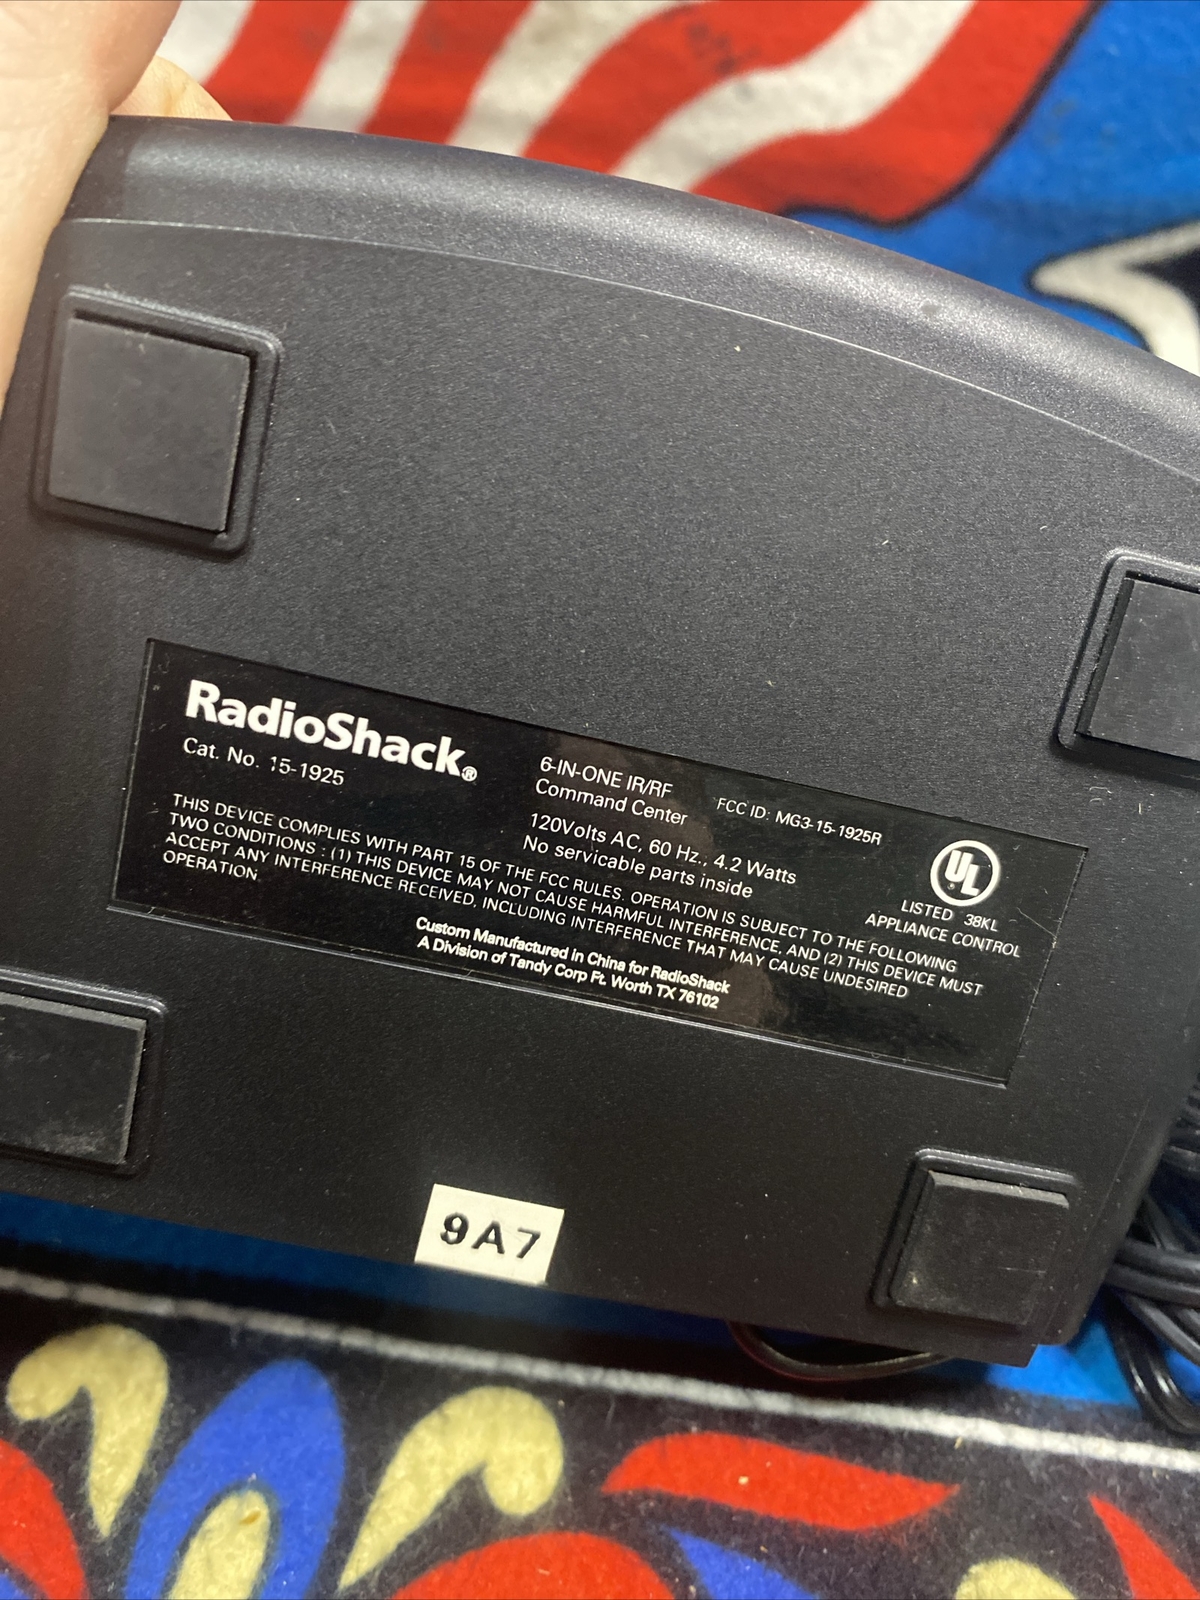 RadioShack®
Cat. No. 15-1925
6-IN-ONE IR/RF
Command Center
FCC ID: MG3-15-1925R
120Volts AC, 60 Hz., 4.2 Watts
No servicable parts inside
UL
LISTED 38KL
APPLIANCE CONTROL
THIS DEVICE COMPLIES WITH PART 15 OF THE FCC RULES. OPERATION IS SUBJECT TO THE FOLLOWING
TWO CONDITIONS : (1) THIS DEVICE MAY NOT CAUSE HARMFUL INTERFERENCE, AND (2) THIS DEVICE MUST
ACCEPT ANY INTERFERENCE RECEIVED, INCLUDING INTERFERENCE THAT MAY CAUSE UNDESIRED
OPERATION.
Custom Manufactured in China for RadioShack
A Division of Tandy Corp Ft. Worth TX 76102
9A7